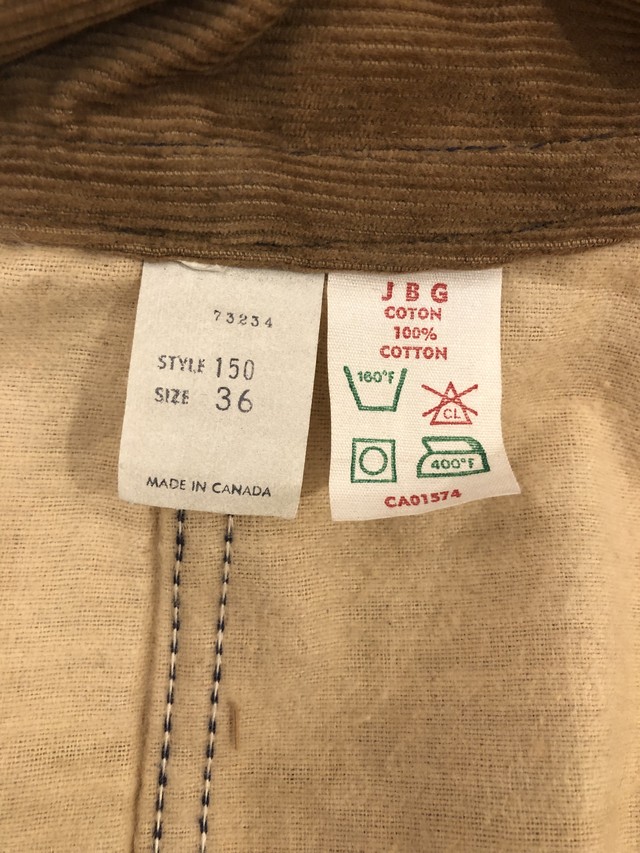 73234
STYLE 150
SIZE 36
MADE IN CANADA
J B G
COTON
100%
COTTON
160°F
CL
400°F
CA01574